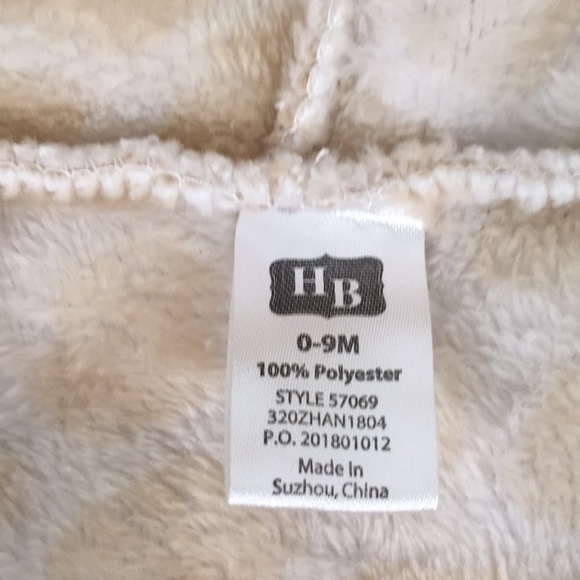 HB
0-9M
100% Polyester
STYLE 57069
320ZHAN1804
P.O. 201801012
Made in
Suzhou, China